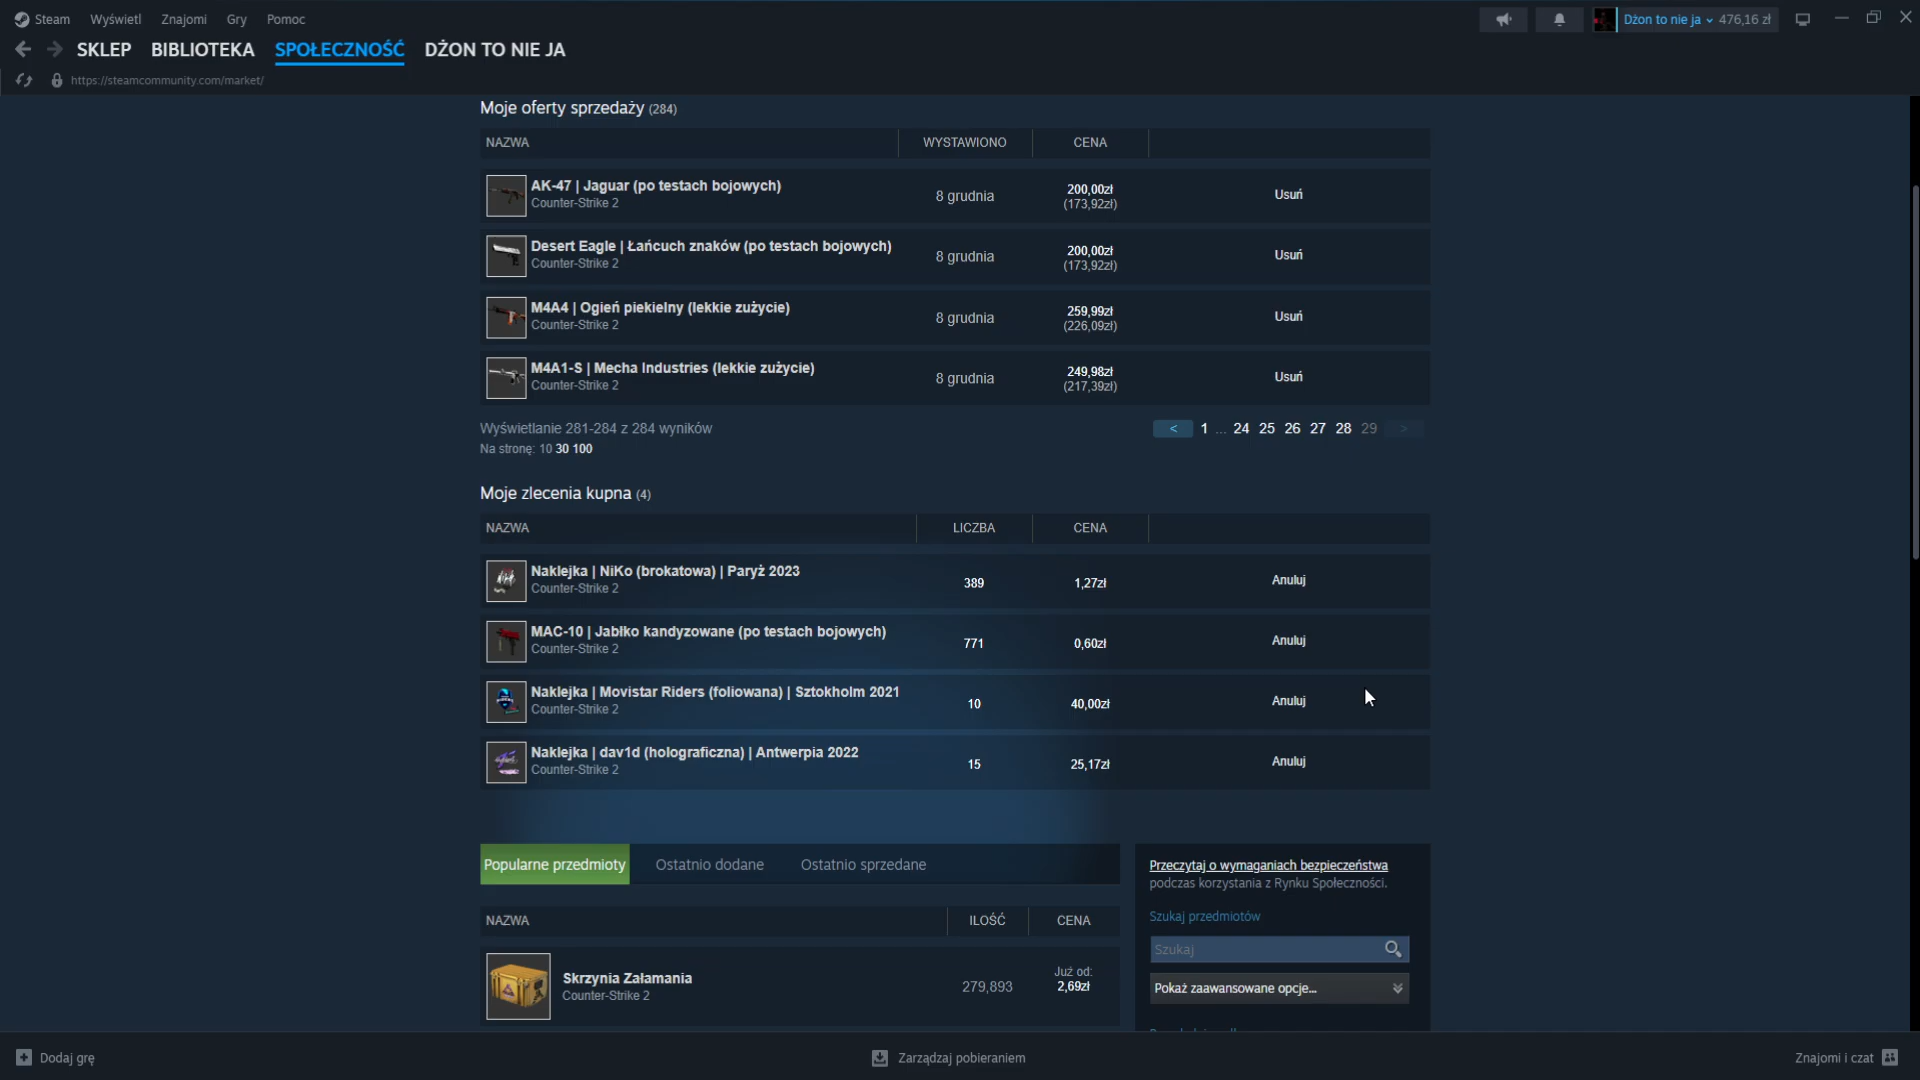 Steam Wyświetl Znajomi Gry Pomoc
Dżon to nie ja 476,16 zł
SKLEP BIBLIOTEKA SPOŁECZNOŚĆ DŻON TO NIE JA
https://steamcommunity.com/market/
Moje oferty sprzedaży (284)
NAZWA WYSTAWIONO CENA
AK-47 | Jaguar (po testach bojowych)
Counter-Strike 2
8 grudnia
200,00zł
(173,92zł)
Usuń
Desert Eagle | Łańcuch znaków (po testach bojowych)
Counter-Strike 2
8 grudnia
200,00zł
(173,92zł)
Usuń
M4A4 | Ogień piekielny (lekkie zużycie)
Counter-Strike 2
8 grudnia
259,99zł
(226,09zł)
Usuń
M4A1-S | Mecha Industries (lekkie zużycie)
Counter-Strike 2
8 grudnia
249,98zł
(217,39zł)
Usuń
Wyświetlanie 281-284 z 284 wyników
< 1 ... 24 25 26 27 28 29 >
Na stronę: 10 30 100
Moje zlecenia kupna (4)
NAZWA LICZBA CENA
Naklejka | NiKo (brokatowa) | Paryż 2023
Counter-Strike 2
389
1,27zł
Anuluj
MAC-10 | Jabłko kandyzowane (po testach bojowych)
Counter-Strike 2
771
0,60zł
Anuluj
Naklejka | Movistar Riders (foliowana) | Sztokholm 2021
Counter-Strike 2
10
40,00zł
Anuluj
Naklejka | dav1d (holograficzna) | Antwerpia 2022
Counter-Strike 2
15
25,17zł
Anuluj
Popularne przedmioty Ostatnio dodane Ostatnio sprzedane
NAZWA ILOŚĆ CENA
Skrzynia Załamania
Counter-Strike 2
279,893
Już od:
2,69zł
Przeczytaj o wymaganiach bezpieczeństwa
podczas korzystania z Rynku Społeczności.
Szukaj przedmiotów
Szukaj
Pokaż zaawansowane opcje...
Dodaj grę
Zarządzaj pobieraniem
Znajomi i czat